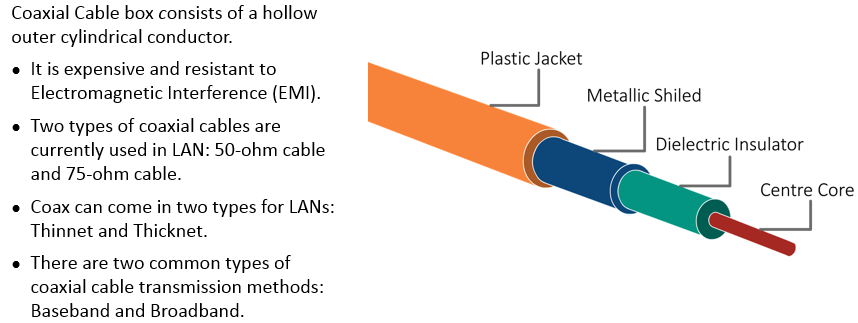 Coaxial Cable box consists of a hollow
outer cylindrical conductor.
• It is expensive and resistant to
Electromagnetic Interference (EMI).
• Two types of coaxial cables are
currently used in LAN: 50-ohm cable
and 75-ohm cable.
• Coax can come in two types for LANs:
Thinnet and Thicknet.
• There are two common types of
coaxial cable transmission methods:
Baseband and Broadband.
Plastic Jacket
Metallic Shiled
Dielectric Insulator
Centre Core